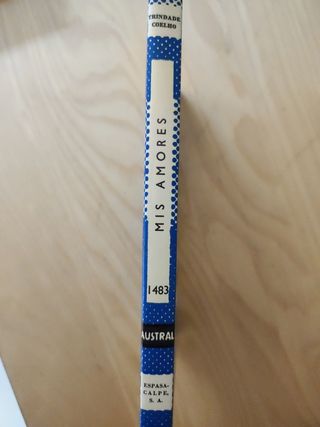 TRINDADE
COELHO
MIS AMORES
1483
AUSTRAL
ESPASA-
CALPE,
S. A.